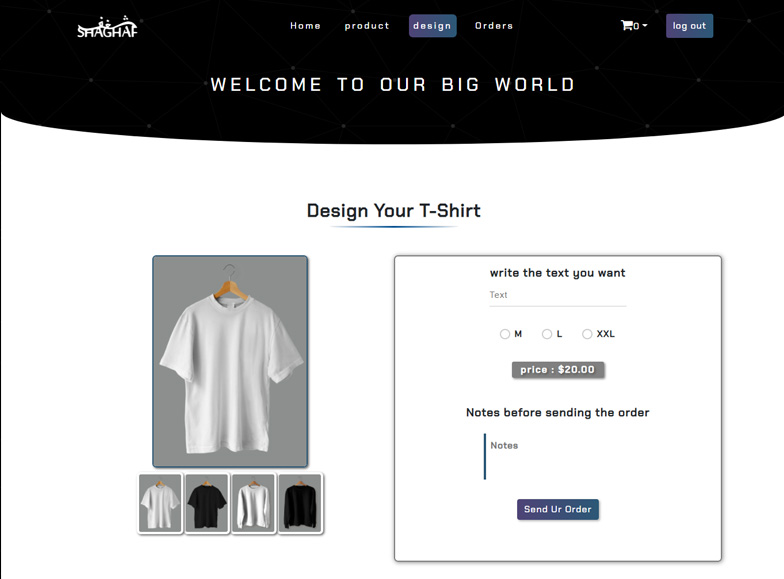 SHAGHAF
Home product design Orders 0 log out
WELCOME TO OUR BIG WORLD
Design Your T-Shirt
write the text you want
Text
M L XXL
price : $20.00
Notes before sending the order
Notes
Send Ur Order